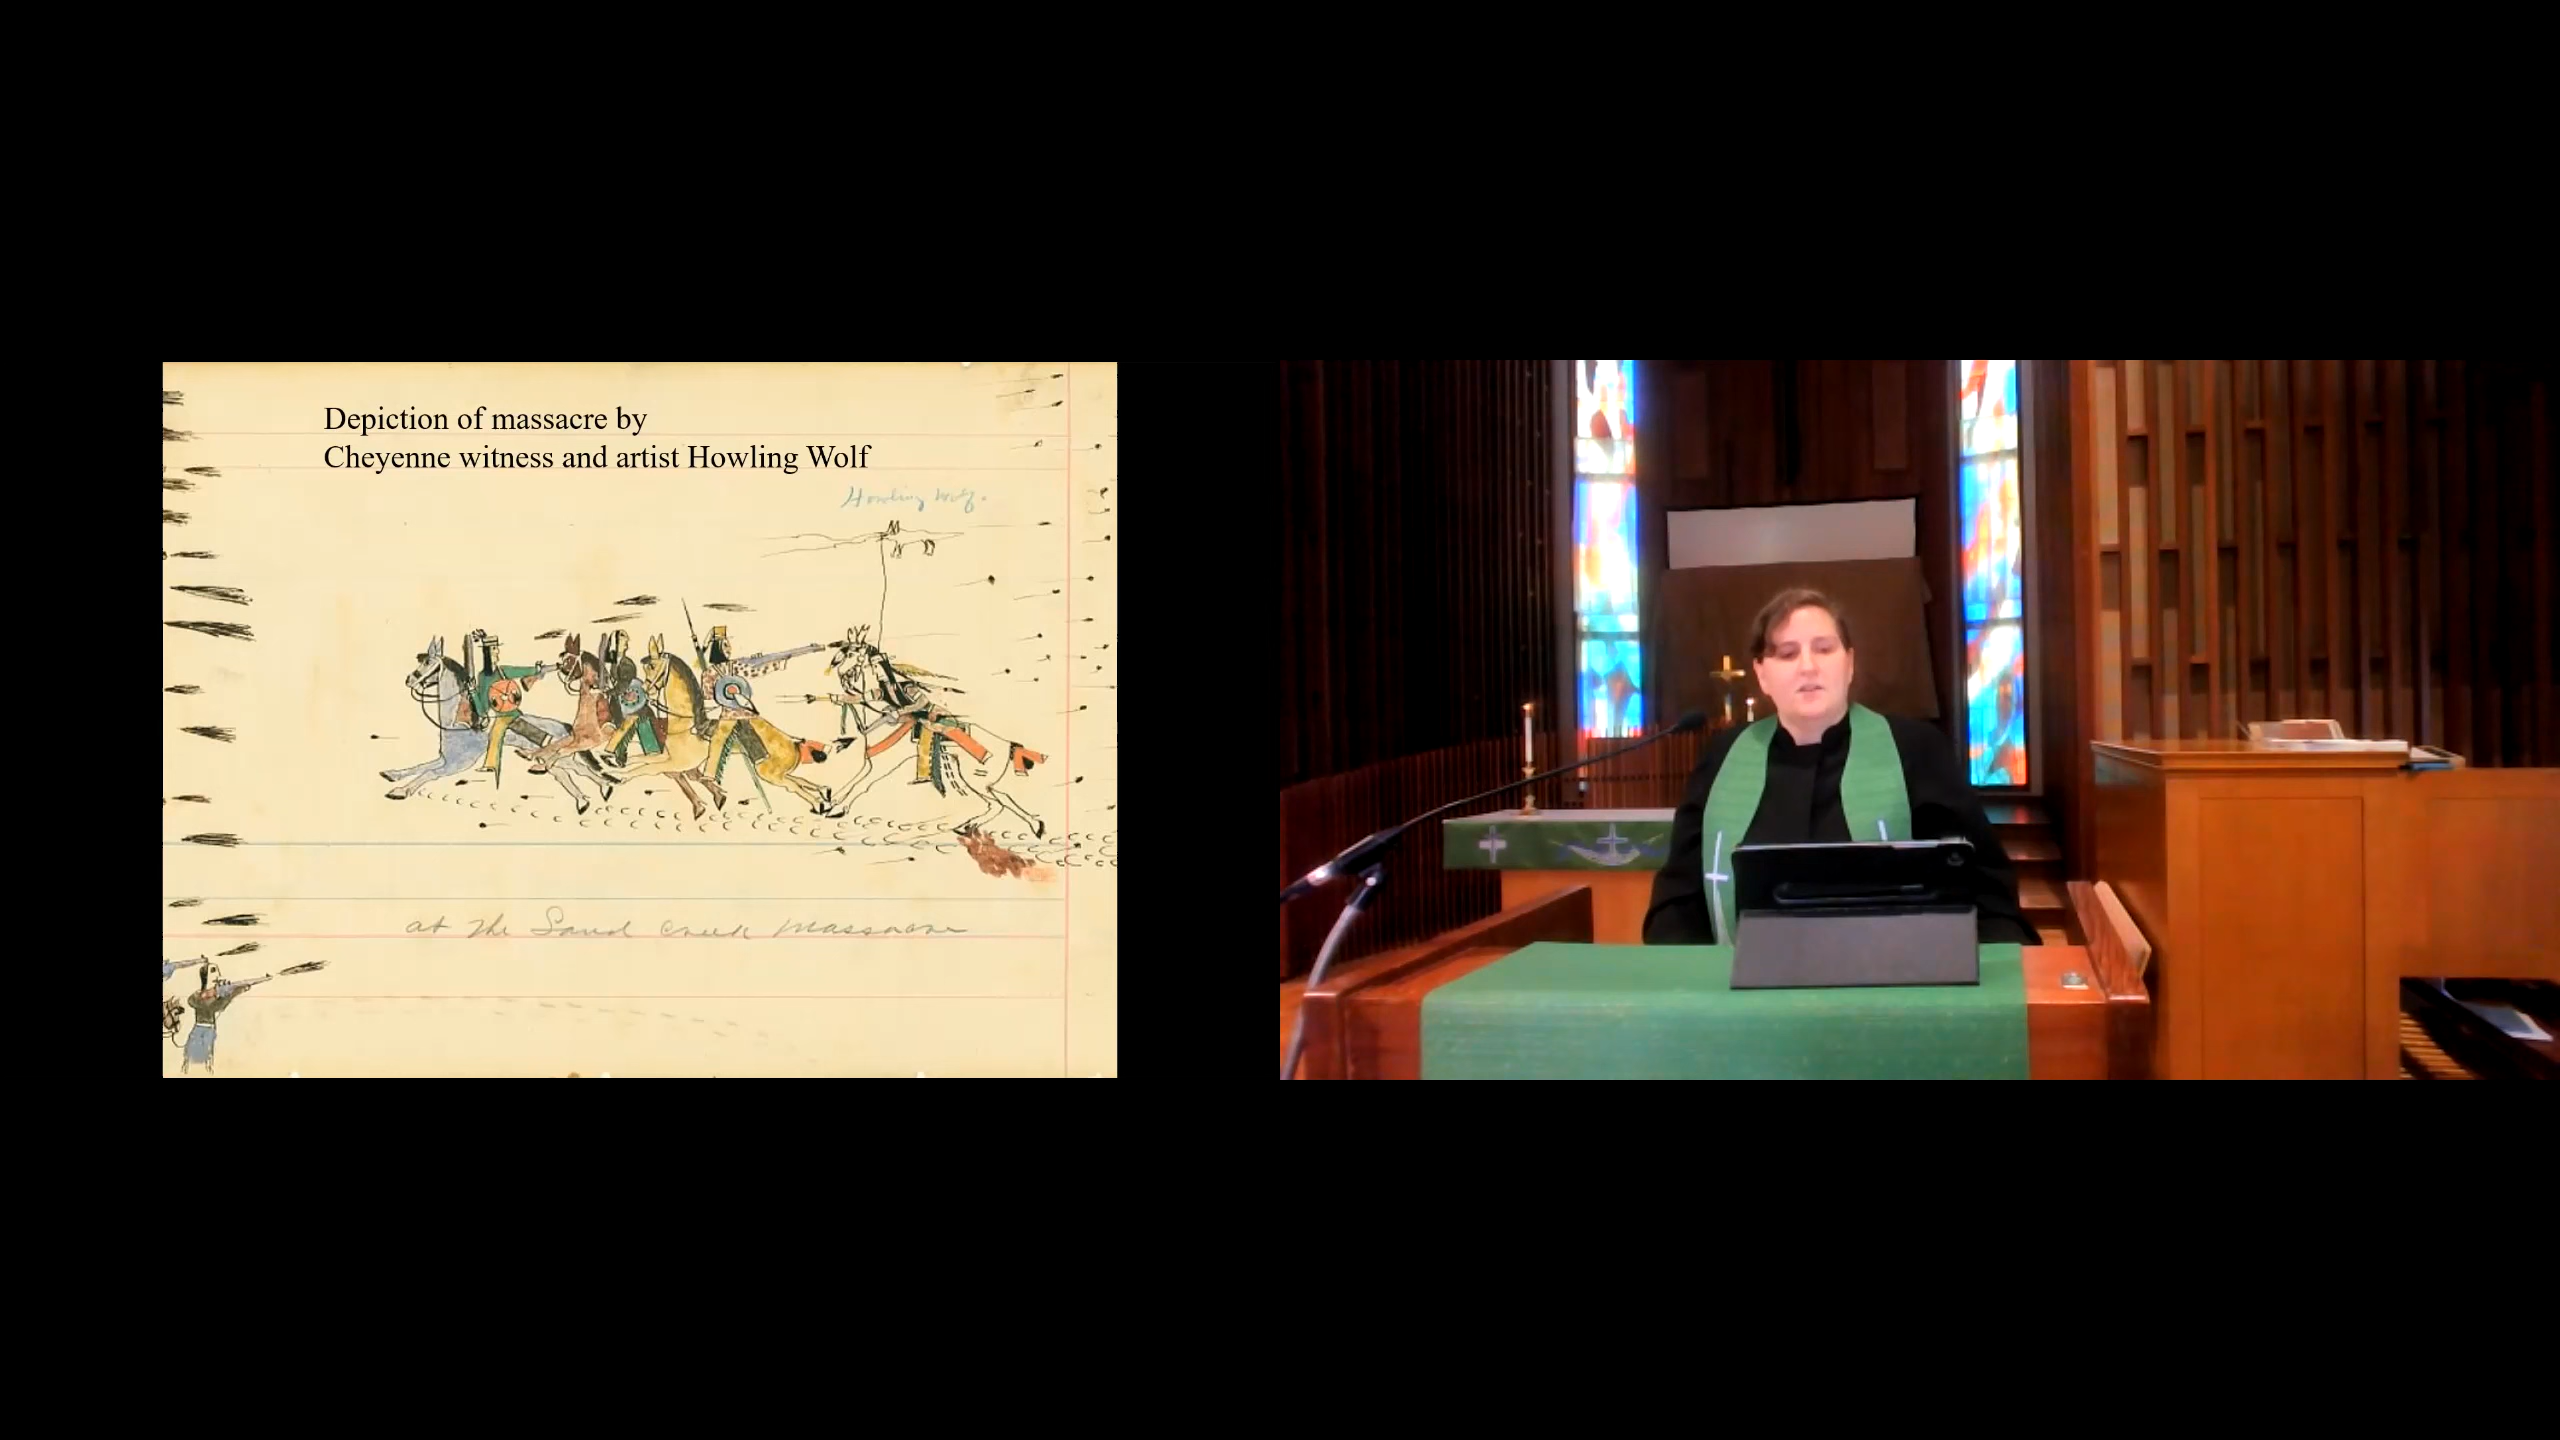 Depiction of massacre by
Cheyenne witness and artist Howling Wolf
Howling Wolf.
at the Sand Creek Massacre